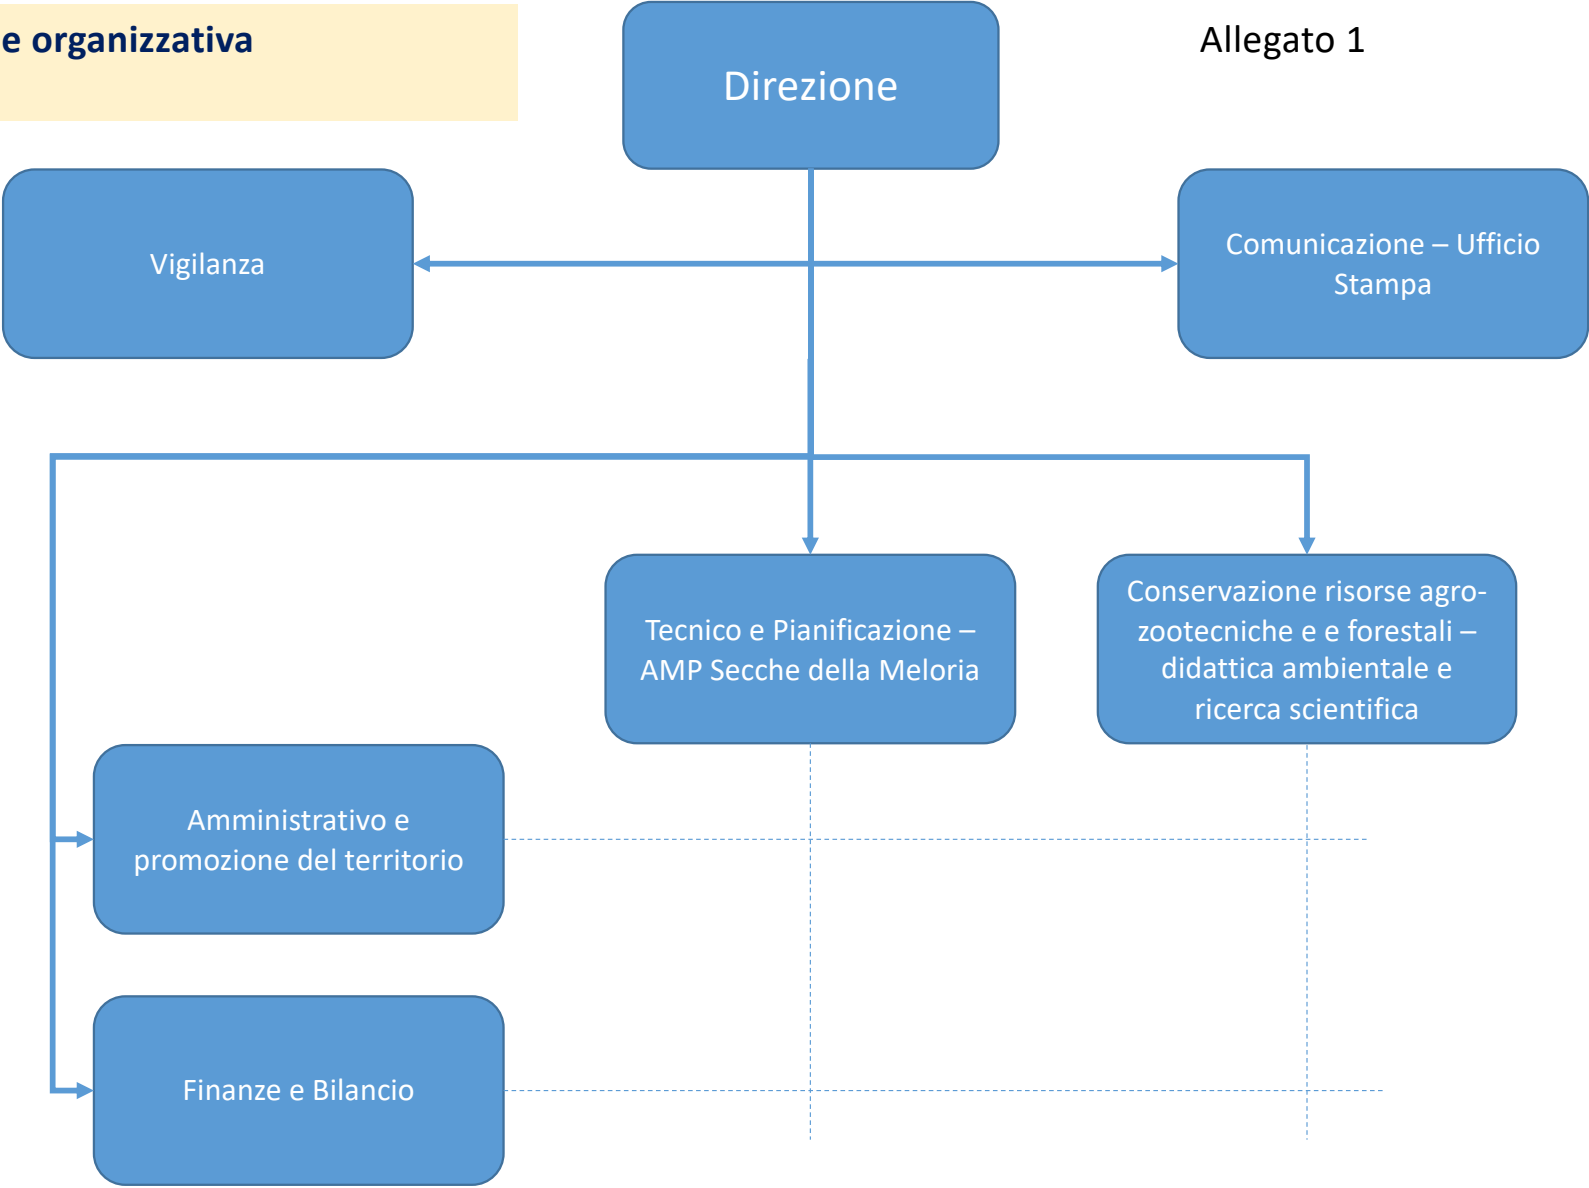 e organizzativa
Allegato 1
Direzione
Vigilanza
Comunicazione – Ufficio
Stampa
Tecnico e Pianificazione –
AMP Secche della Meloria
Conservazione risorse agro-
zootecniche e e forestali –
didattica ambientale e
ricerca scientifica
Amministrativo e
promozione del territorio
Finanze e Bilancio